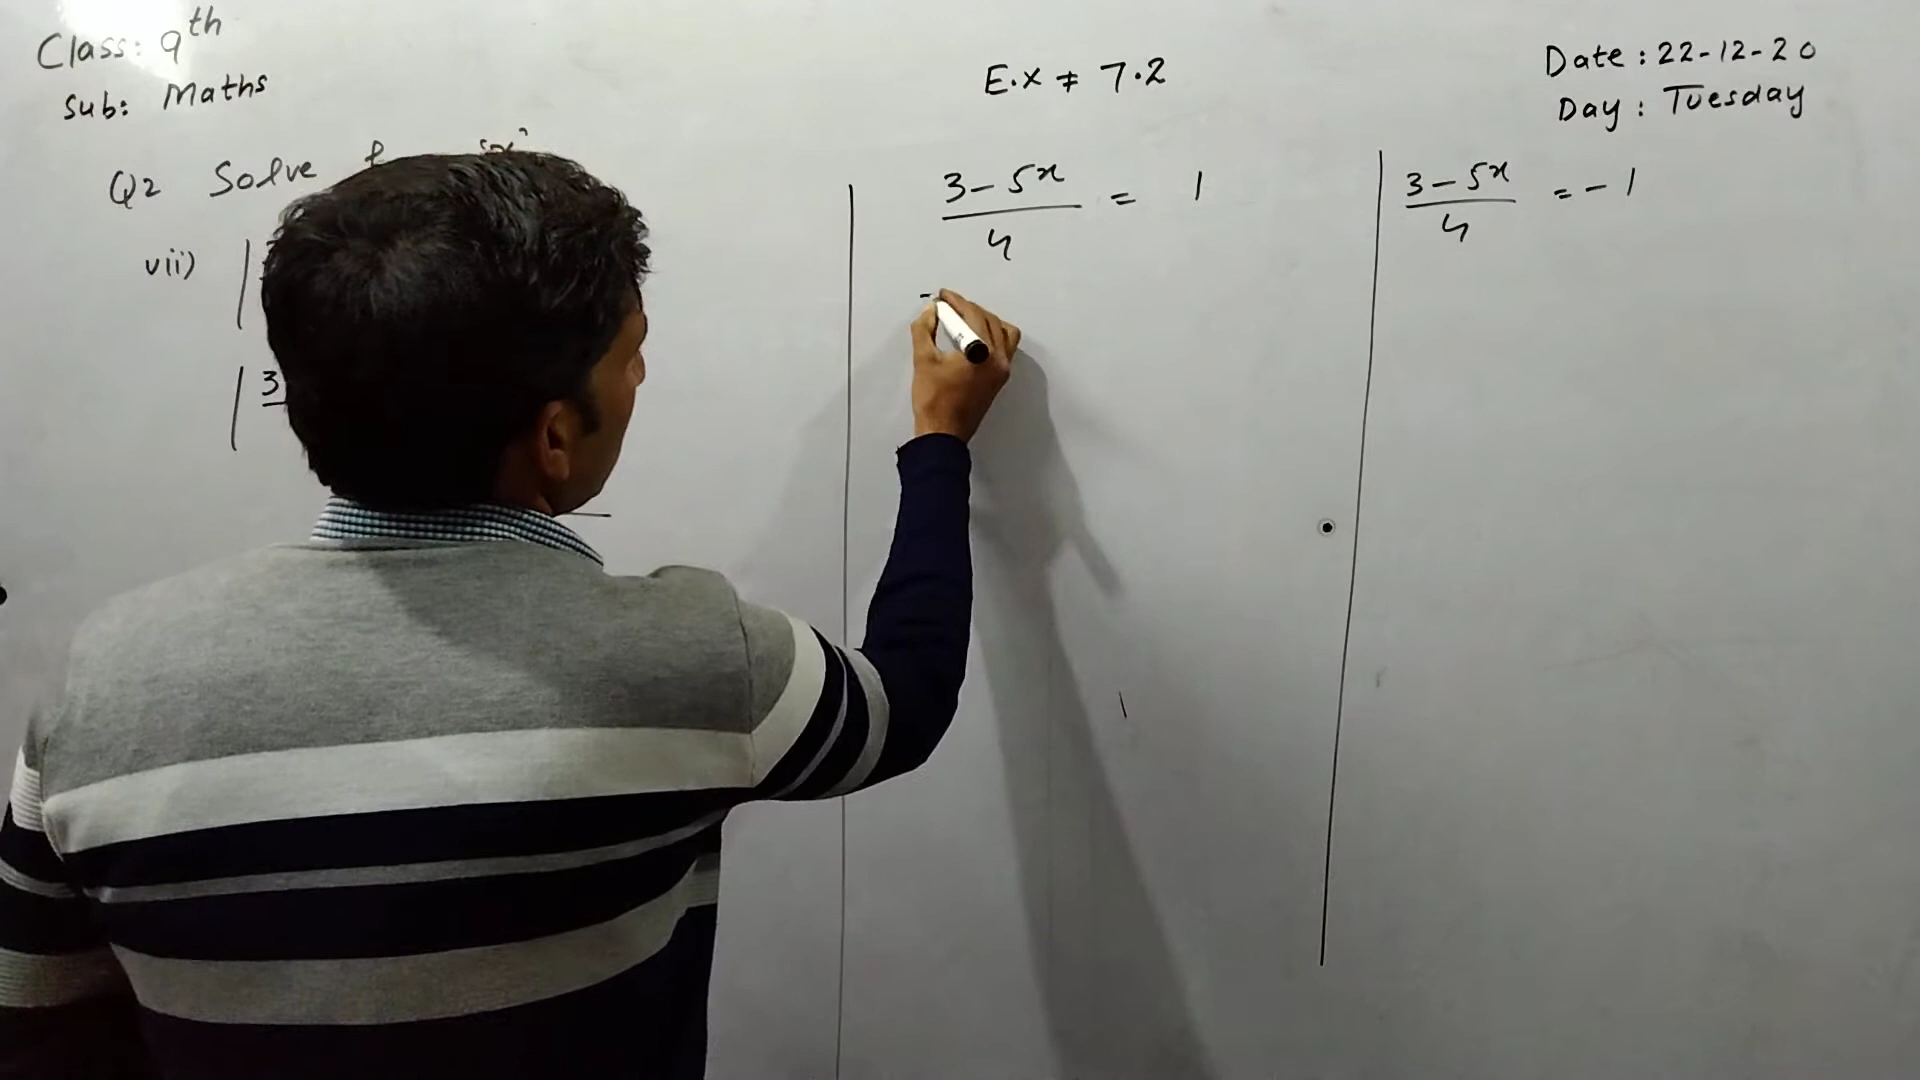 Class: 9th
Sub: Maths
E.X # 7.2
Date : 22-12-20
Day : Tuesday
Q2 Solve
vii) |
| 3
3 - 5x / 4 = 1
3 - 5x / 4 = - 1